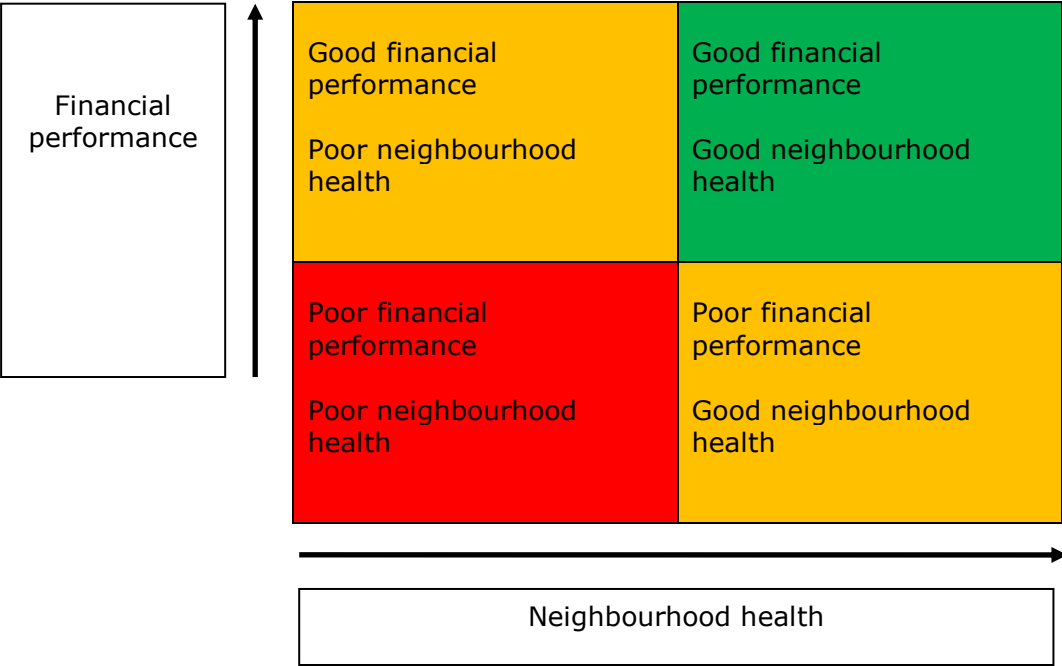 Financial
performance
Good financial
performance
Poor neighbourhood
health
Good financial
performance
Good neighbourhood
health
Poor financial
performance
Poor neighbourhood
health
Poor financial
performance
Good neighbourhood
health
Neighbourhood health